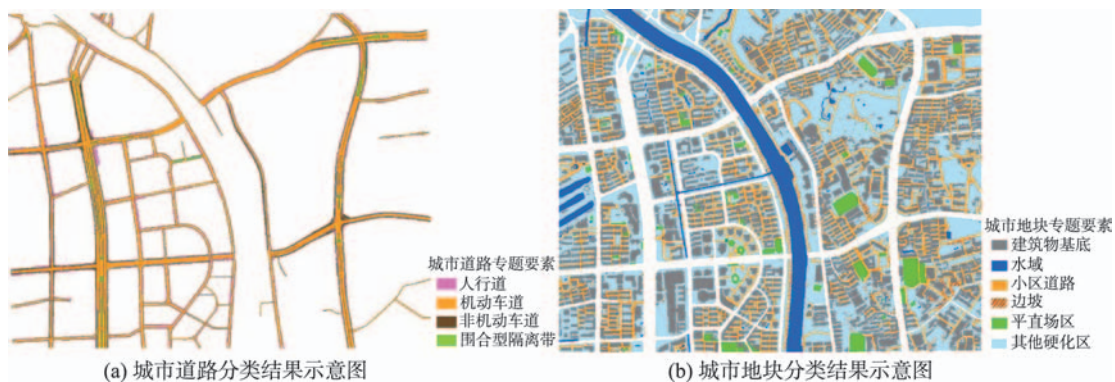 城市道路专题要素
人行道
机动车道
非机动车道
围合型隔离带
(a) 城市道路分类结果示意图
城市地块专题要素
建筑物基底
水域
小区道路
边坡
平直场区
其他硬化区
(b) 城市地块分类结果示意图